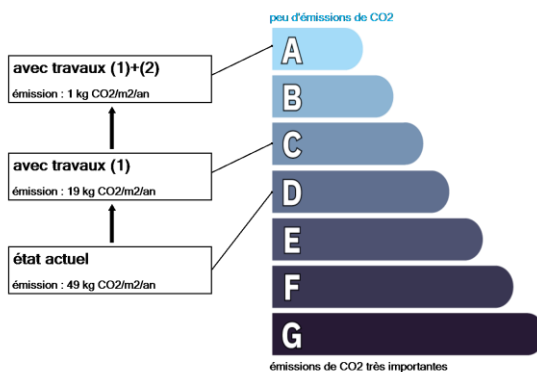 peu d'émissions de CO2
A
avec travaux (1)+(2)
émission : 1 kg CO2/m2/an
B
avec travaux (1)
émission : 19 kg CO2/m2/an
C
D
état actuel
émission : 49 kg CO2/m2/an
E
F
G
émissions de CO2 très importantes